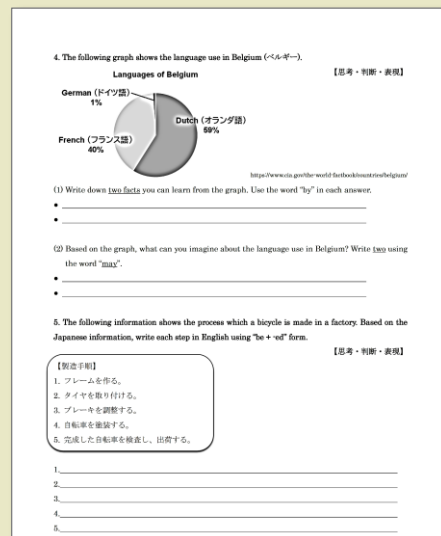 4. The following graph shows the language use in Belgium (ベルギー).
【思考・判断・表現】
Languages of Belgium
German (ドイツ語)
1%
Dutch (オランダ語)
59%
French (フランス語)
40%
https://www.cia.gov/the-world-factbook/countries/belgium/
(1) Write down two facts you can learn from the graph. Use the word "by" in each answer.
(2) Based on the graph, what can you imagine about the language use in Belgium? Write two using
the word "may".
5. The following information shows the process which a bicycle is made in a factory. Based on the
Japanese information, write each step in English using "be + -ed" form.
【思考・判断・表現】
【製造手順】
1. フレームを作る。
2. タイヤを取り付ける。
3. ブレーキを調整する。
4. 自転車を塗装する。
5. 完成した自転車を検査し、出荷する。
1.
2.
3.
4.
5.